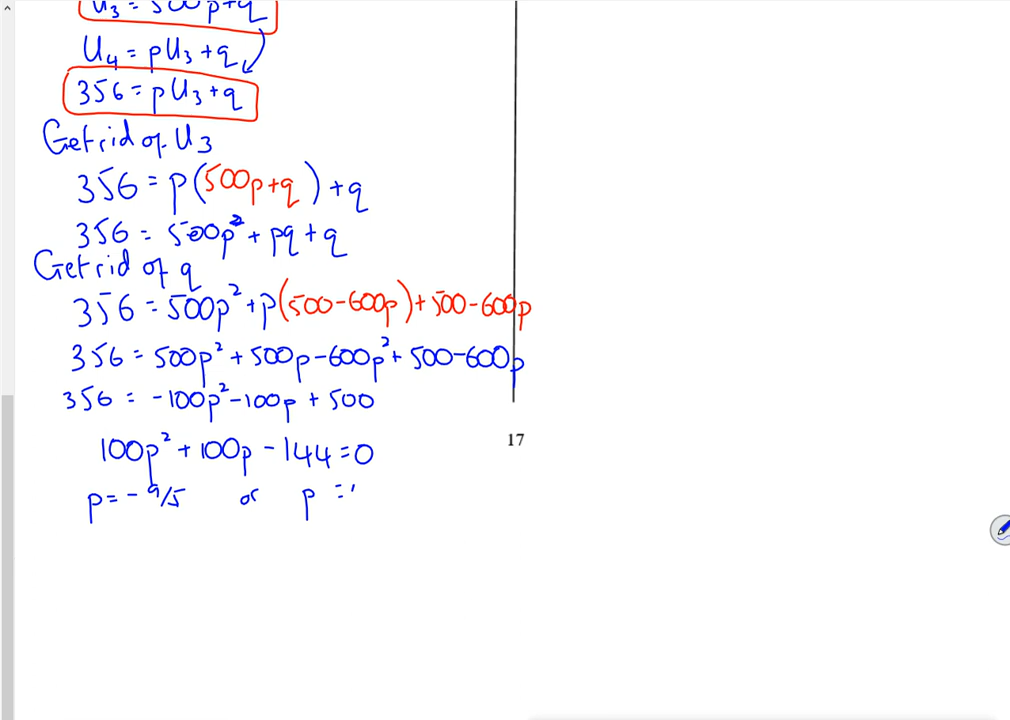 U₃ = 500p+q
U₄ = pU₃+q
356 = pU₃+q
Get rid of U₃
356 = p(500p+q)+q
356 = 500p² + pq + q
Get rid of q
356 = 500p² + p(500-600p) + 500-600p
356 = 500p² + 500p - 600p² + 500 - 600p
356 = -100p² - 100p + 500
100p² + 100p - 144 = 0
17
p = - 9/5 or p =